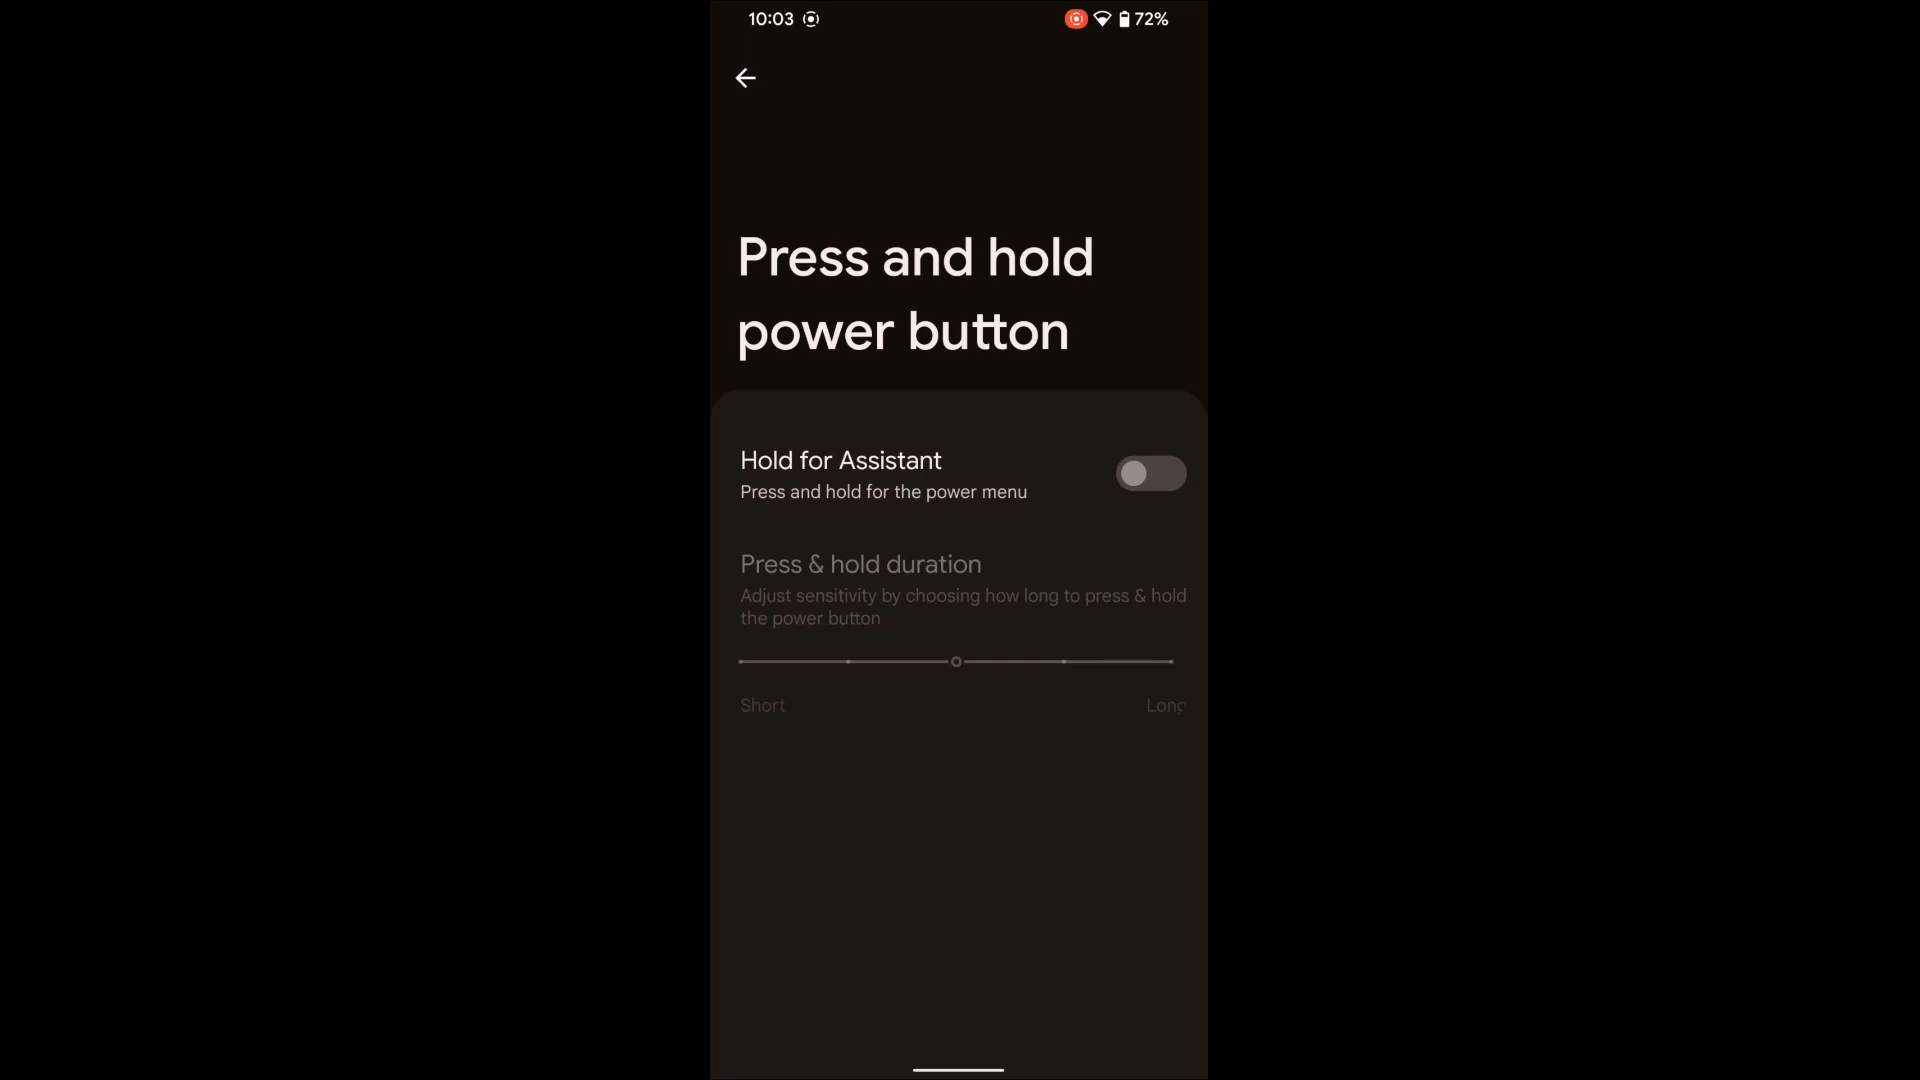 10:03 72%
Press and hold
power button
Hold for Assistant
Press and hold for the power menu
Press & hold duration
Adjust sensitivity by choosing how long to press & hold
the power button
Short Long